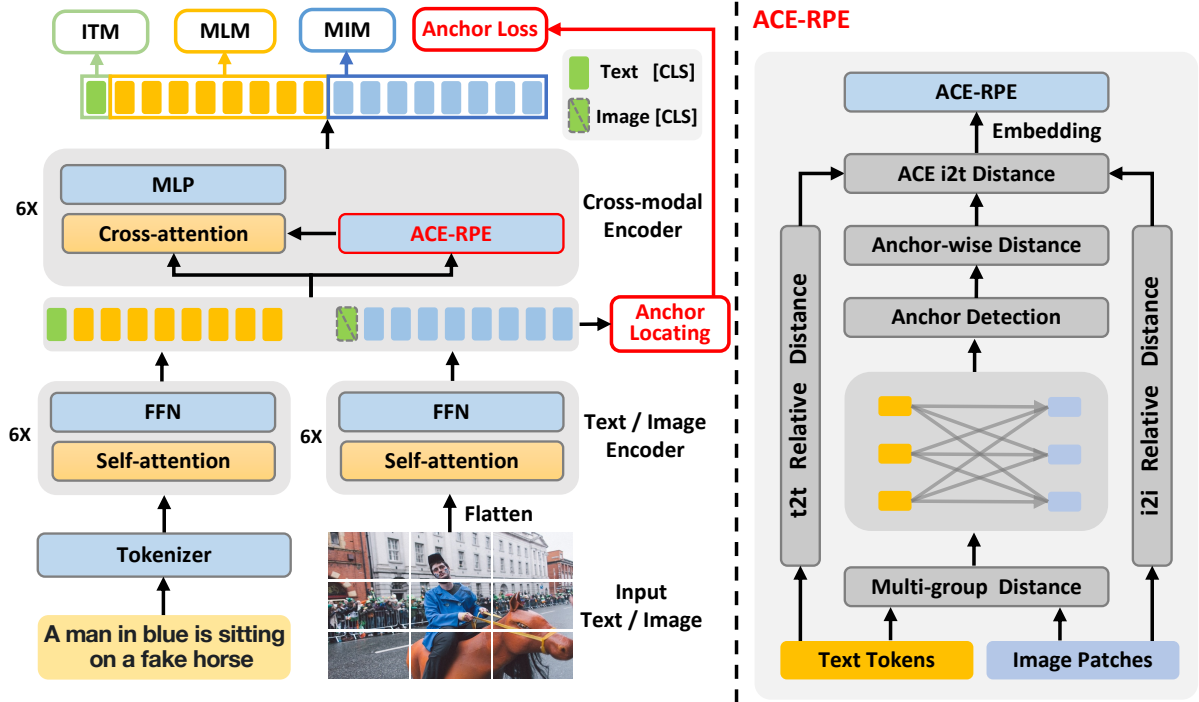 ITM
MLM
MIM
Anchor Loss
Text [CLS]
Image [CLS]
6X
MLP
Cross-attention
ACE-RPE
Cross-modal
Encoder
Anchor
Locating
6X
FFN
Self-attention
6X
FFN
Self-attention
Text / Image
Encoder
Tokenizer
Flatten
A man in blue is sitting
on a fake horse
Input
Text / Image
ACE-RPE
ACE-RPE
Embedding
ACE i2t Distance
Anchor-wise Distance
Anchor Detection
t2t Relative Distance
i2i Relative Distance
Multi-group Distance
Text Tokens
Image Patches